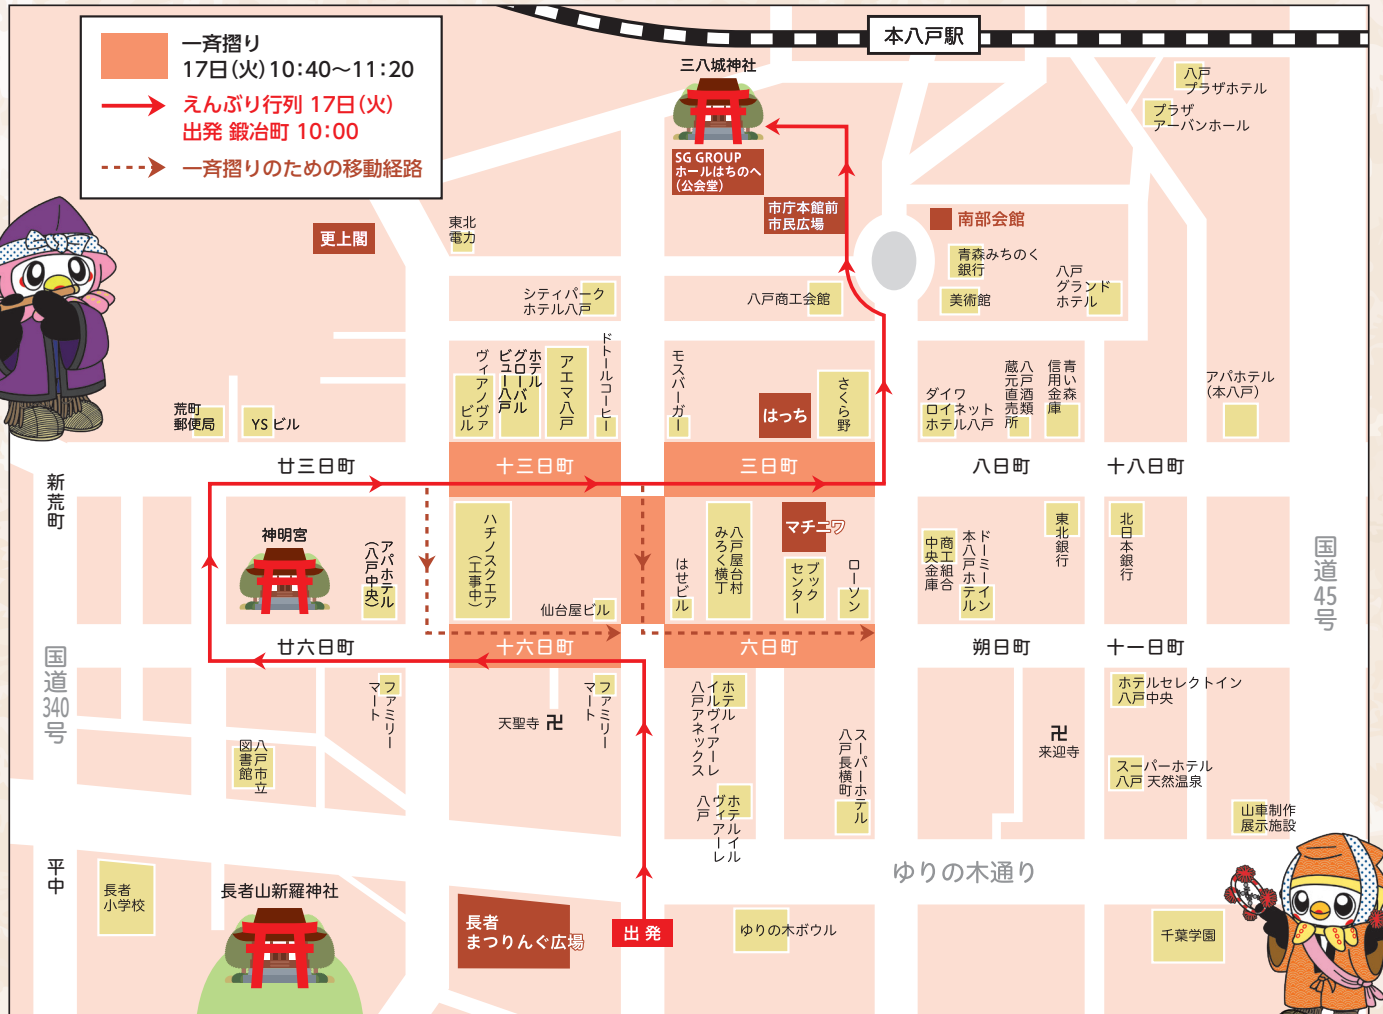 一斉摺り
17日(火)10:40～11:20
えんぶり行列 17日(火)
出発 鍛冶町 10:00
一斉摺りのための移動経路
本八戸駅
三八城神社
SG GROUP
ホールはちのへ
(公会堂)
市庁本館前
市民広場
八戸
プラザホテル
プラザ
アーバンホール
更上閣
東北
電力
南部会館
青森みちのく
銀行
美術館
八戸
グランド
ホテル
シティパーク
ホテル八戸
八戸商工会館
ヴィアノヴァ
ビル
ホテル
グローバル
ビュー八戸
アエマ八戸
ドトールコーヒー
モスバーガー
はっち
さくら野
ダイワ
ロイネット
ホテル八戸
八戸酒類
蔵元直売所
青い森
信用金庫
アパホテル
(本八戸)
荒町
郵便局
YSビル
廿三日町
十三日町
三日町
八日町
十八日町
新荒町
神明宮
アパホテル
(八戸中央)
ハチノスクエア
(工事中)
仙台屋ビル
はせビル
八戸屋台村
みろく横丁
マチニワ
ブック
センター
ローソン
商工組合
中央金庫
ドーミーイン
本八戸ホテル
東北銀行
北日本銀行
国道45号
廿六日町
十六日町
六日町
朔日町
十一日町
国道340号
ファミリー
マート
天聖寺 卍
ファミリー
マート
ホテル
イルヴィアーレ
八戸アネックス
ホテルイル
ヴィアーレ
八戸
スーパーホテル
八戸長横町
卍
来迎寺
ホテルセレクトイン
八戸中央
スーパーホテル
八戸 天然温泉
山車制作
展示施設
八戸市立
図書館
平中
長者
小学校
長者山新羅神社
長者
まつりんぐ広場
出発
ゆりの木ボウル
ゆりの木通り
千葉学園